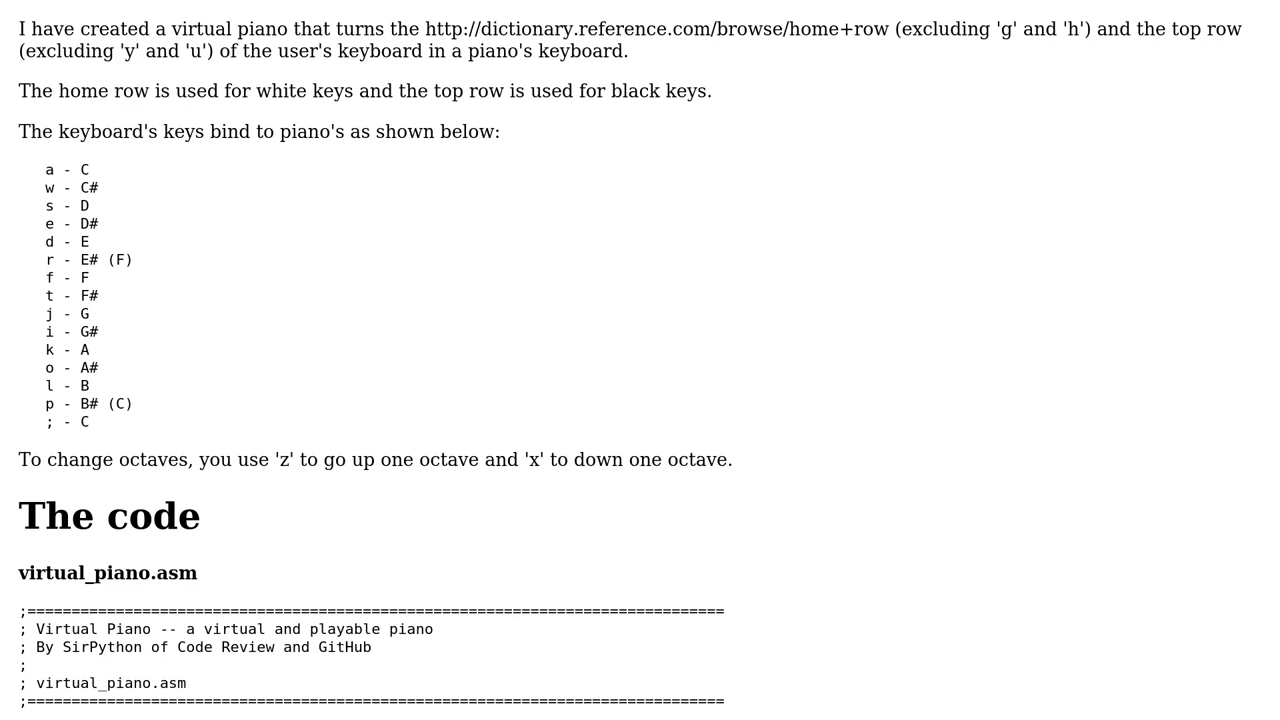 I have created a virtual piano that turns the http://dictionary.reference.com/browse/home+row (excluding 'g' and 'h') and the top row
(excluding 'y' and 'u') of the user's keyboard in a piano's keyboard.
The home row is used for white keys and the top row is used for black keys.
The keyboard's keys bind to piano's as shown below:
a - C
w - C#
s - D
e - D#
d - E
r - E# (F)
f - F
t - F#
j - G
i - G#
k - A
o - A#
l - B
p - B# (C)
; - C
To change octaves, you use 'z' to go up one octave and 'x' to down one octave.
The code
virtual_piano.asm
;===============================================================================
; Virtual Piano -- a virtual and playable piano
; By SirPython of Code Review and GitHub
;
; virtual_piano.asm
;===============================================================================